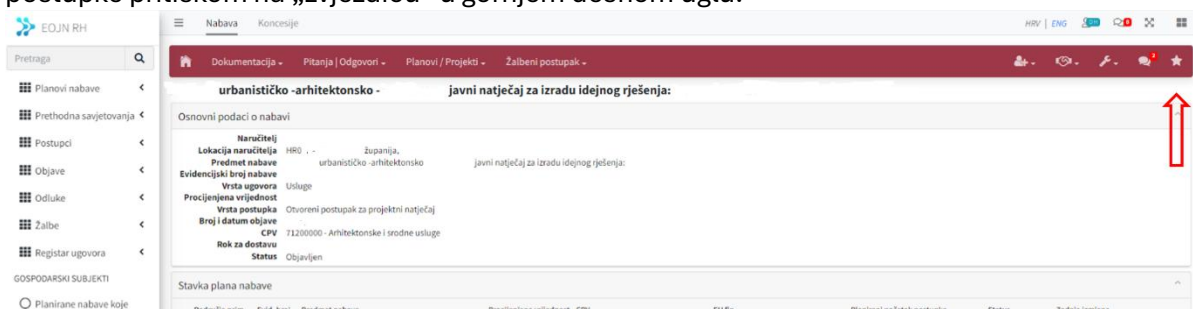 postupke pritiskom na „zvjezdicu“ u gornjem desnom uglu.
EOJN RH
Nabava Koncesije
HRV | ENG
Pretraga
Dokumentacija Pitanja | Odgovori Planovi / Projekti Žalbeni postupak
3
Planovi nabave
urbanističko -arhitektonsko - javni natječaj za izradu idejnog rješenja:
Prethodna savjetovanja
Osnovni podaci o nabavi
Postupci
Naručitelj
Lokacija naručitelja HR0 . - županija,
Predmet nabave urbanističko -arhitektonsko javni natječaj za izradu idejnog rješenja:
Objave
Evidencijski broj nabave
Vrsta ugovora Usluge
Odluke
Procijenjena vrijednost
Vrsta postupka Otvoreni postupak za projektni natječaj
Broj i datum objave
Žalbe
CPV 71200000 - Arhitektonske i srodne usluge
Rok za dostavu
Registar ugovora
Status Objavljen
GOSPODARSKI SUBJEKTI
Stavka plana nabave
Planirane nabave koje